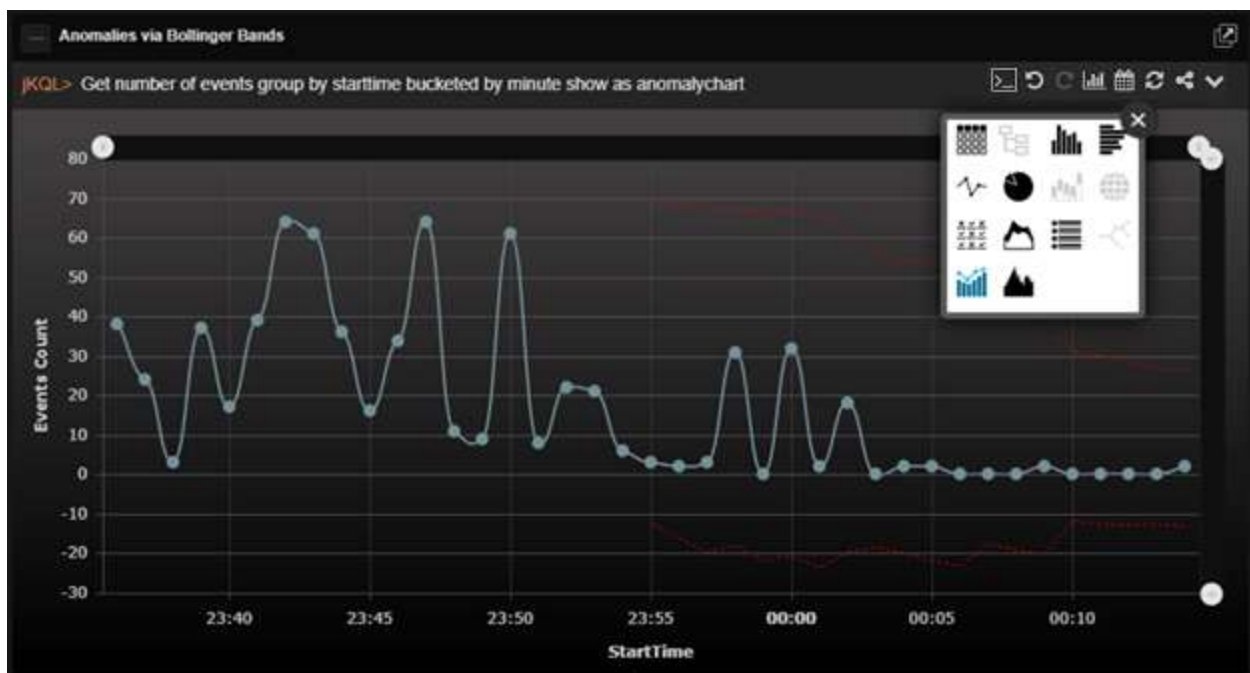 Anomalies via Bollinger Bands
jKQL> Get number of events group by starttime bucketed by minute show as anomalychart
80
70
60
50
40
30
20
10
0
-10
-20
-30
Events Count
23:40 23:45 23:50 23:55 00:00 00:05 00:10
StartTime